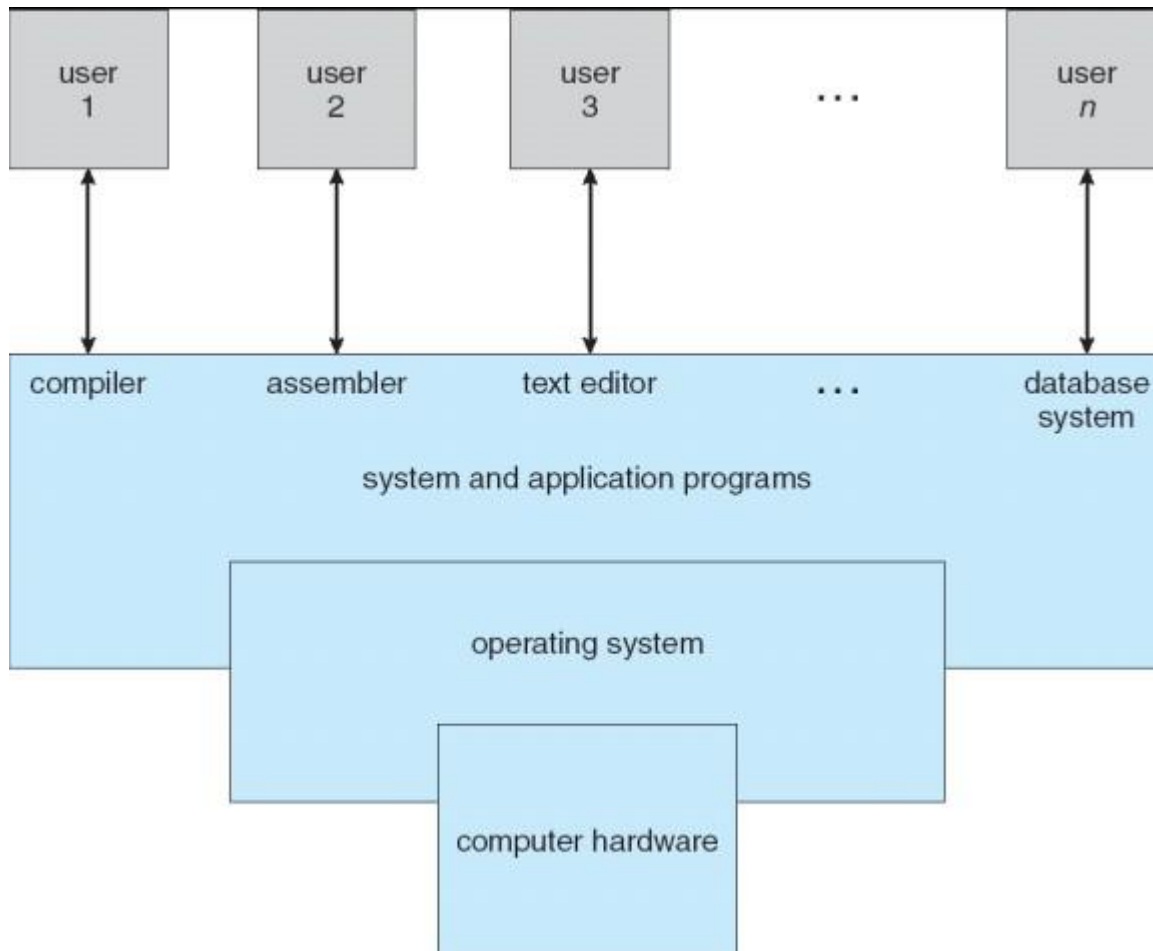 user
1
user
2
user
3
...
user
n
compiler
assembler
text editor
...
database
system
system and application programs
operating system
computer hardware